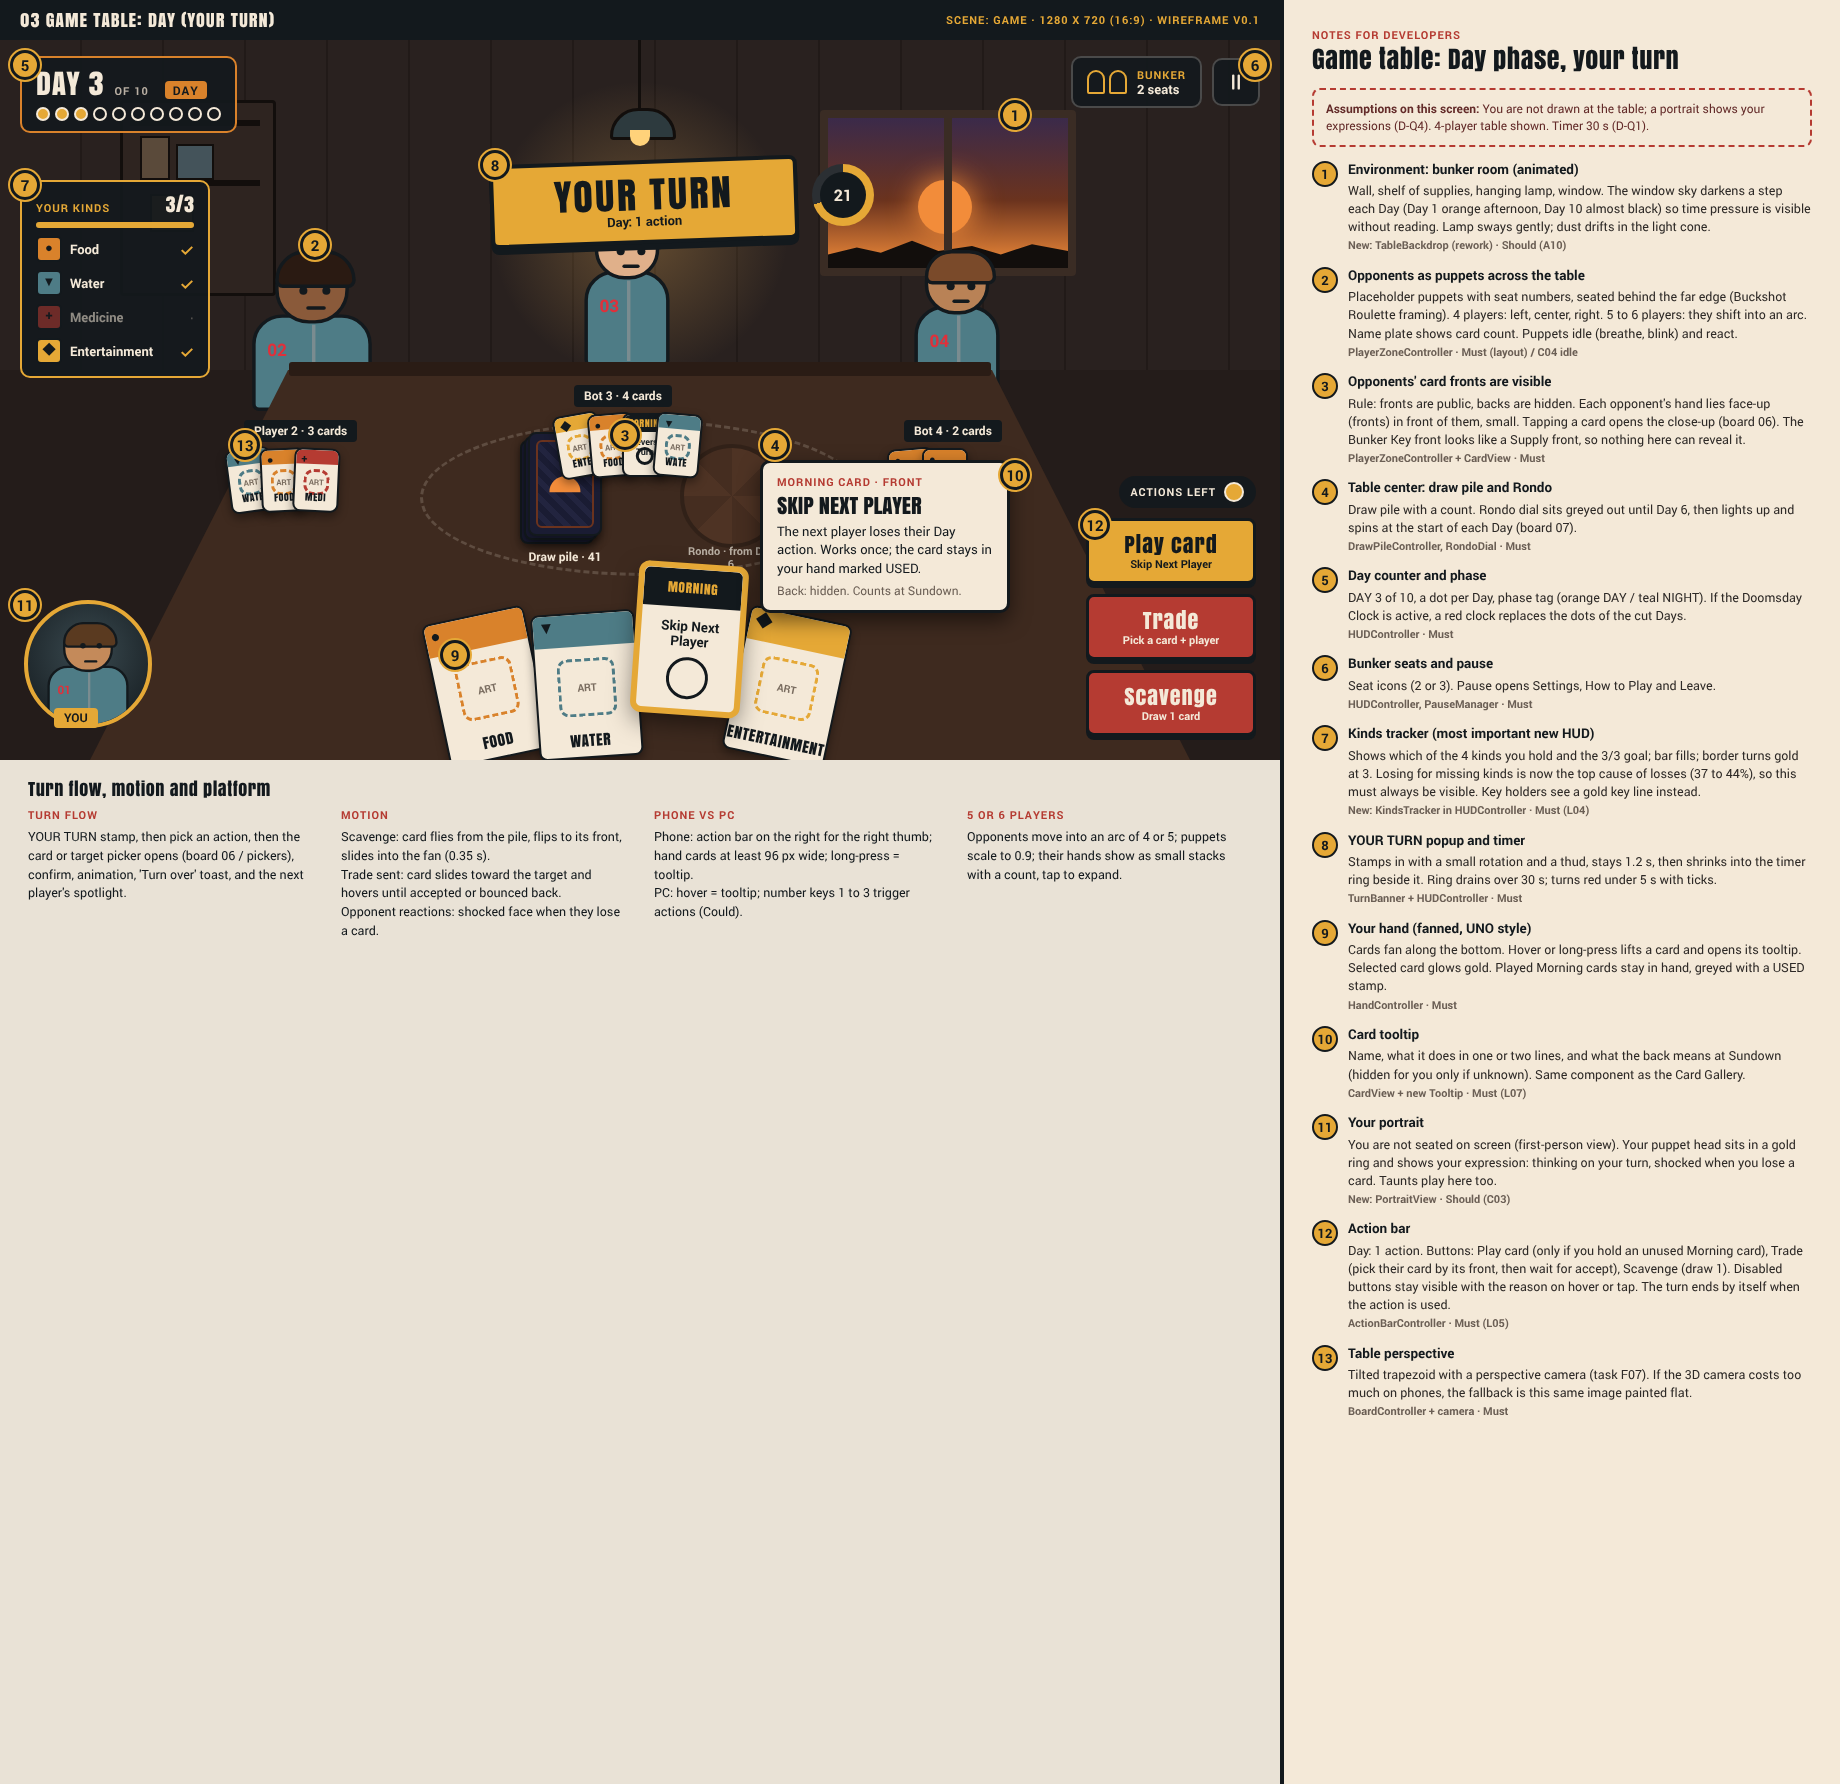 03 GAME TABLE: DAY (YOUR TURN)
SCENE: GAME · 1280 X 720 (16:9) · WIREFRAME V0.1
5
DAY 3 OF 10 DAY
BUNKER
2 seats
6
1
7
YOUR KINDS 3/3
Food
Water
Medicine
Entertainment
2
8
YOUR TURN
Day: 1 action
21
02
03
04
Bot 3 · 4 cards
Player 2 · 3 cards
Bot 4 · 2 cards
13
ART
ART
ART
WAT
FOOD
MEDI
3
MORNIN
ART
ART
ENTE
FOOD
WATE
4
Draw pile · 41
Rondo · from D
6
10
MORNING CARD · FRONT
SKIP NEXT PLAYER
The next player loses their Day
action. Works once; the card stays in
your hand marked USED.
Back: hidden. Counts at Sundown.
ACTIONS LEFT
12
Play card
Skip Next Player
Trade
Pick a card + player
Scavenge
Draw 1 card
11
01
YOU
9
ART
FOOD
ART
WATER
MORNING
Skip Next
Player
ART
ENTERTAINMENT
Turn flow, motion and platform
TURN FLOW
YOUR TURN stamp, then pick an action, then the
card or target picker opens (board 06 / pickers),
confirm, animation, 'Turn over' toast, and the next
player's spotlight.
MOTION
Scavenge: card flies from the pile, flips to its front,
slides into the fan (0.35 s).
Trade sent: card slides toward the target and
hovers until accepted or bounced back.
Opponent reactions: shocked face when they lose
a card.
PHONE VS PC
Phone: action bar on the right for the right thumb;
hand cards at least 96 px wide; long-press =
tooltip.
PC: hover = tooltip; number keys 1 to 3 trigger
actions (Could).
5 OR 6 PLAYERS
Opponents move into an arc of 4 or 5; puppets
scale to 0.9; their hands show as small stacks
with a count, tap to expand.
NOTES FOR DEVELOPERS
Game table: Day phase, your turn
Assumptions on this screen: You are not drawn at the table; a portrait shows your
expressions (D-Q4). 4-player table shown. Timer 30 s (D-Q1).
1
Environment: bunker room (animated)
Wall, shelf of supplies, hanging lamp, window. The window sky darkens a step
each Day (Day 1 orange afternoon, Day 10 almost black) so time pressure is visible
without reading. Lamp sways gently; dust drifts in the light cone.
New: TableBackdrop (rework) · Should (A10)
2
Opponents as puppets across the table
Placeholder puppets with seat numbers, seated behind the far edge (Buckshot
Roulette framing). 4 players: left, center, right. 5 to 6 players: they shift into an arc.
Name plate shows card count. Puppets idle (breathe, blink) and react.
PlayerZoneController · Must (layout) / C04 idle
3
Opponents' card fronts are visible
Rule: fronts are public, backs are hidden. Each opponent's hand lies face-up
(fronts) in front of them, small. Tapping a card opens the close-up (board 06). The
Bunker Key front looks like a Supply front, so nothing here can reveal it.
PlayerZoneController + CardView · Must
4
Table center: draw pile and Rondo
Draw pile with a count. Rondo dial sits greyed out until Day 6, then lights up and
spins at the start of each Day (board 07).
DrawPileController, RondoDial · Must
5
Day counter and phase
DAY 3 of 10, a dot per Day, phase tag (orange DAY / teal NIGHT). If the Doomsday
Clock is active, a red clock replaces the dots of the cut Days.
HUDController · Must
6
Bunker seats and pause
Seat icons (2 or 3). Pause opens Settings, How to Play and Leave.
HUDController, PauseManager · Must
7
Kinds tracker (most important new HUD)
Shows which of the 4 kinds you hold and the 3/3 goal; bar fills; border turns gold
at 3. Losing for missing kinds is now the top cause of losses (37 to 44%), so this
must always be visible. Key holders see a gold key line instead.
New: KindsTracker in HUDController · Must (L04)
8
YOUR TURN popup and timer
Stamps in with a small rotation and a thud, stays 1.2 s, then shrinks into the timer
ring beside it. Ring drains over 30 s; turns red under 5 s with ticks.
TurnBanner + HUDController · Must
9
Your hand (fanned, UNO style)
Cards fan along the bottom. Hover or long-press lifts a card and opens its tooltip.
Selected card glows gold. Played Morning cards stay in hand, greyed with a USED
stamp.
HandController · Must
10
Card tooltip
Name, what it does in one or two lines, and what the back means at Sundown
(hidden for you only if unknown). Same component as the Card Gallery.
CardView + new Tooltip · Must (L07)
11
Your portrait
You are not seated on screen (first-person view). Your puppet head sits in a gold
ring and shows your expression: thinking on your turn, shocked when you lose a
card. Taunts play here too.
New: PortraitView · Should (C03)
12
Action bar
Day: 1 action. Buttons: Play card (only if you hold an unused Morning card), Trade
(pick their card by its front, then wait for accept), Scavenge (draw 1). Disabled
buttons stay visible with the reason on hover or tap. The turn ends by itself when
the action is used.
ActionBarController · Must (L05)
13
Table perspective
Tilted trapezoid with a perspective camera (task F07). If the 3D camera costs too
much on phones, the fallback is this same image painted flat.
BoardController + camera · Must